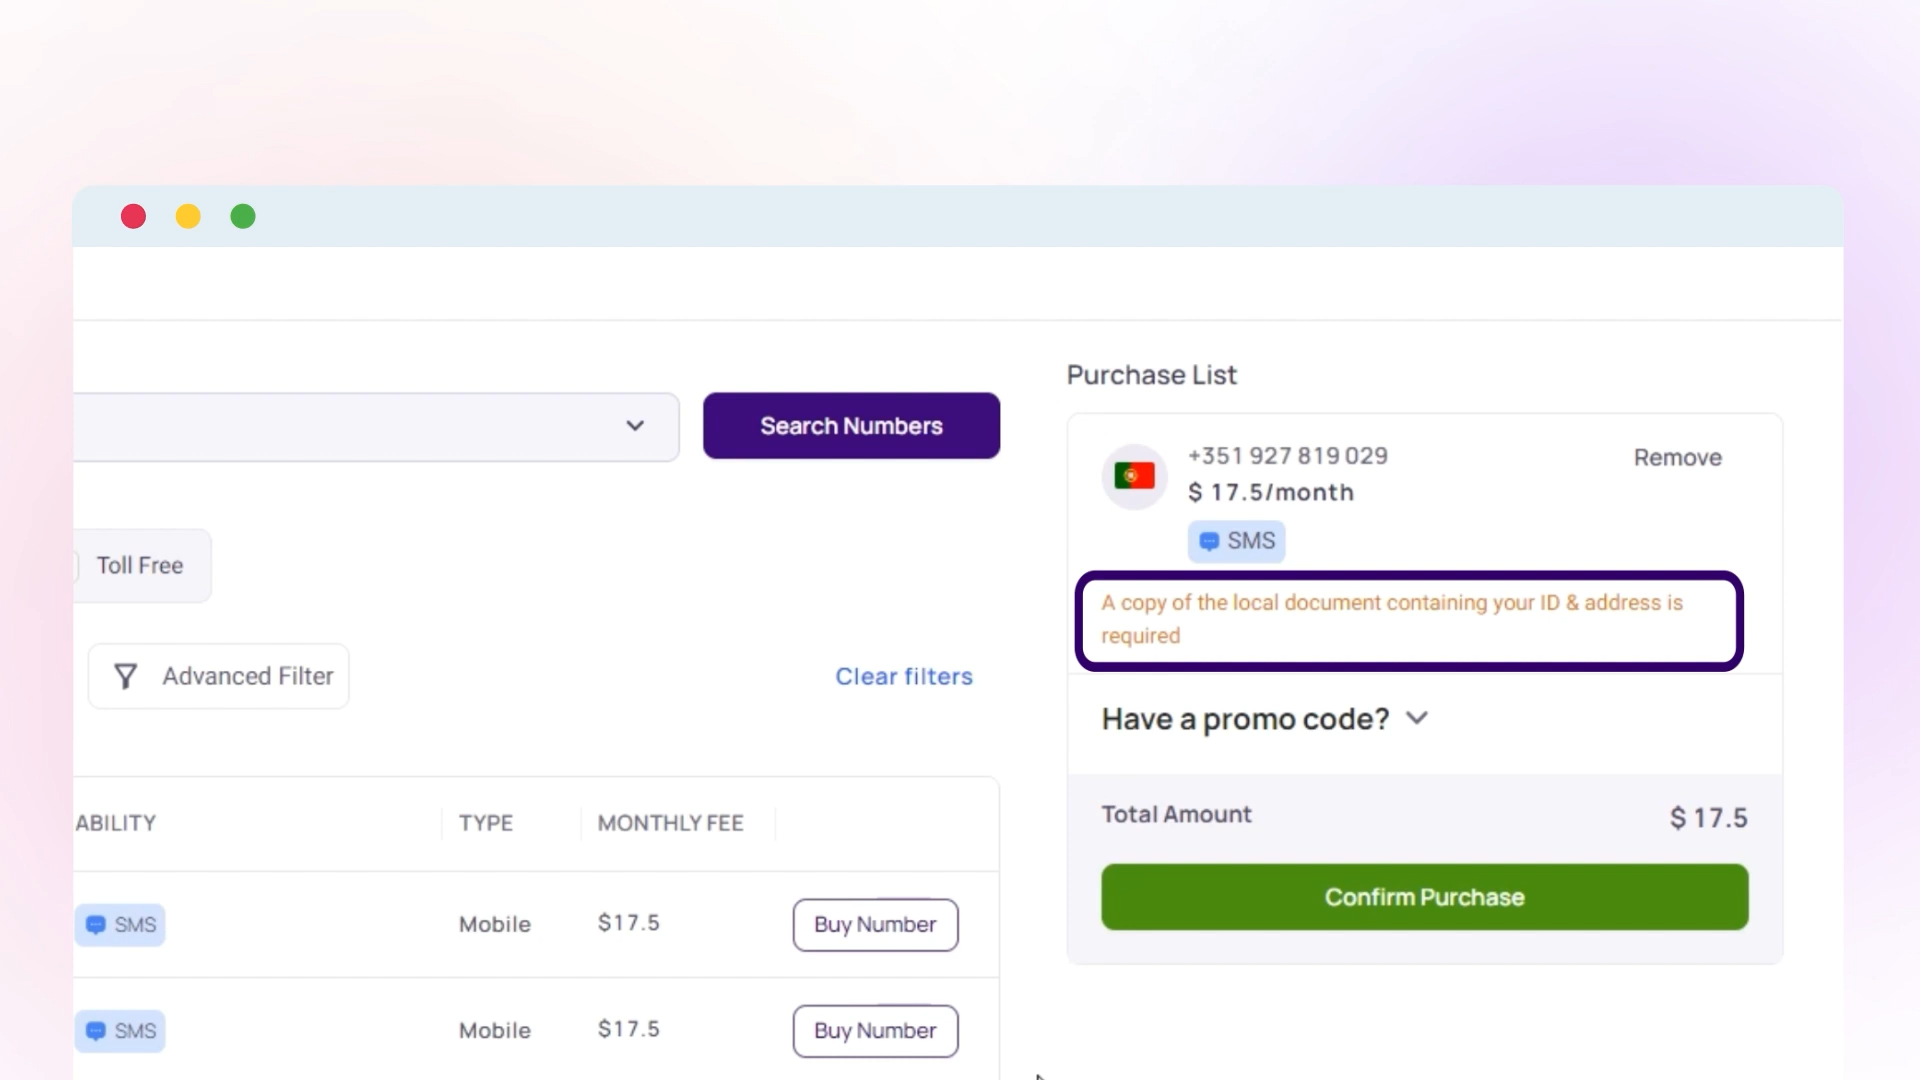 Search Numbers
Toll Free
Advanced Filter
Clear filters
ABILITY TYPE MONTHLY FEE
SMS Mobile $17.5 Buy Number
SMS Mobile $17.5 Buy Number
Purchase List
+351 927 819 029
Remove
$ 17.5/month
SMS
A copy of the local document containing your ID & address is
required
Have a promo code?
Total Amount $ 17.5
Confirm Purchase